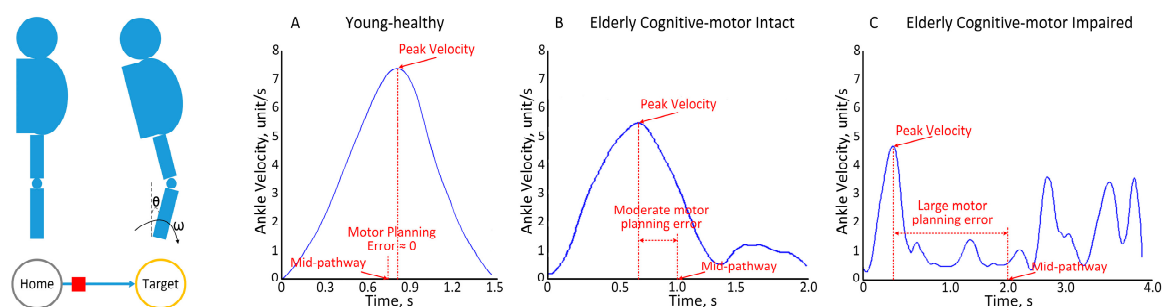 θ
ω
Home
Target
A
Young-healthy
Ankle Velocity, unit/s
8
7
6
5
4
3
2
1
0
Peak Velocity
Motor Planning
Error ≈ 0
Mid-pathway
0 0.3 0.6 0.9 1.2 1.5
Time, s
B
Elderly Cognitive-motor Intact
Ankle Velocity, unit/s
8
7
6
5
4
3
2
1
0
Peak Velocity
Moderate motor
planning error
Mid-pathway
0 0.5 1.0 1.5 2.0
Time, s
C
Elderly Cognitive-motor Impaired
Ankle Velocity, unit/s
8
7
6
5
4
3
2
1
0
Peak Velocity
Large motor
planning error
Mid-pathway
0 1.0 2.0 3.0 4.0
Time, s